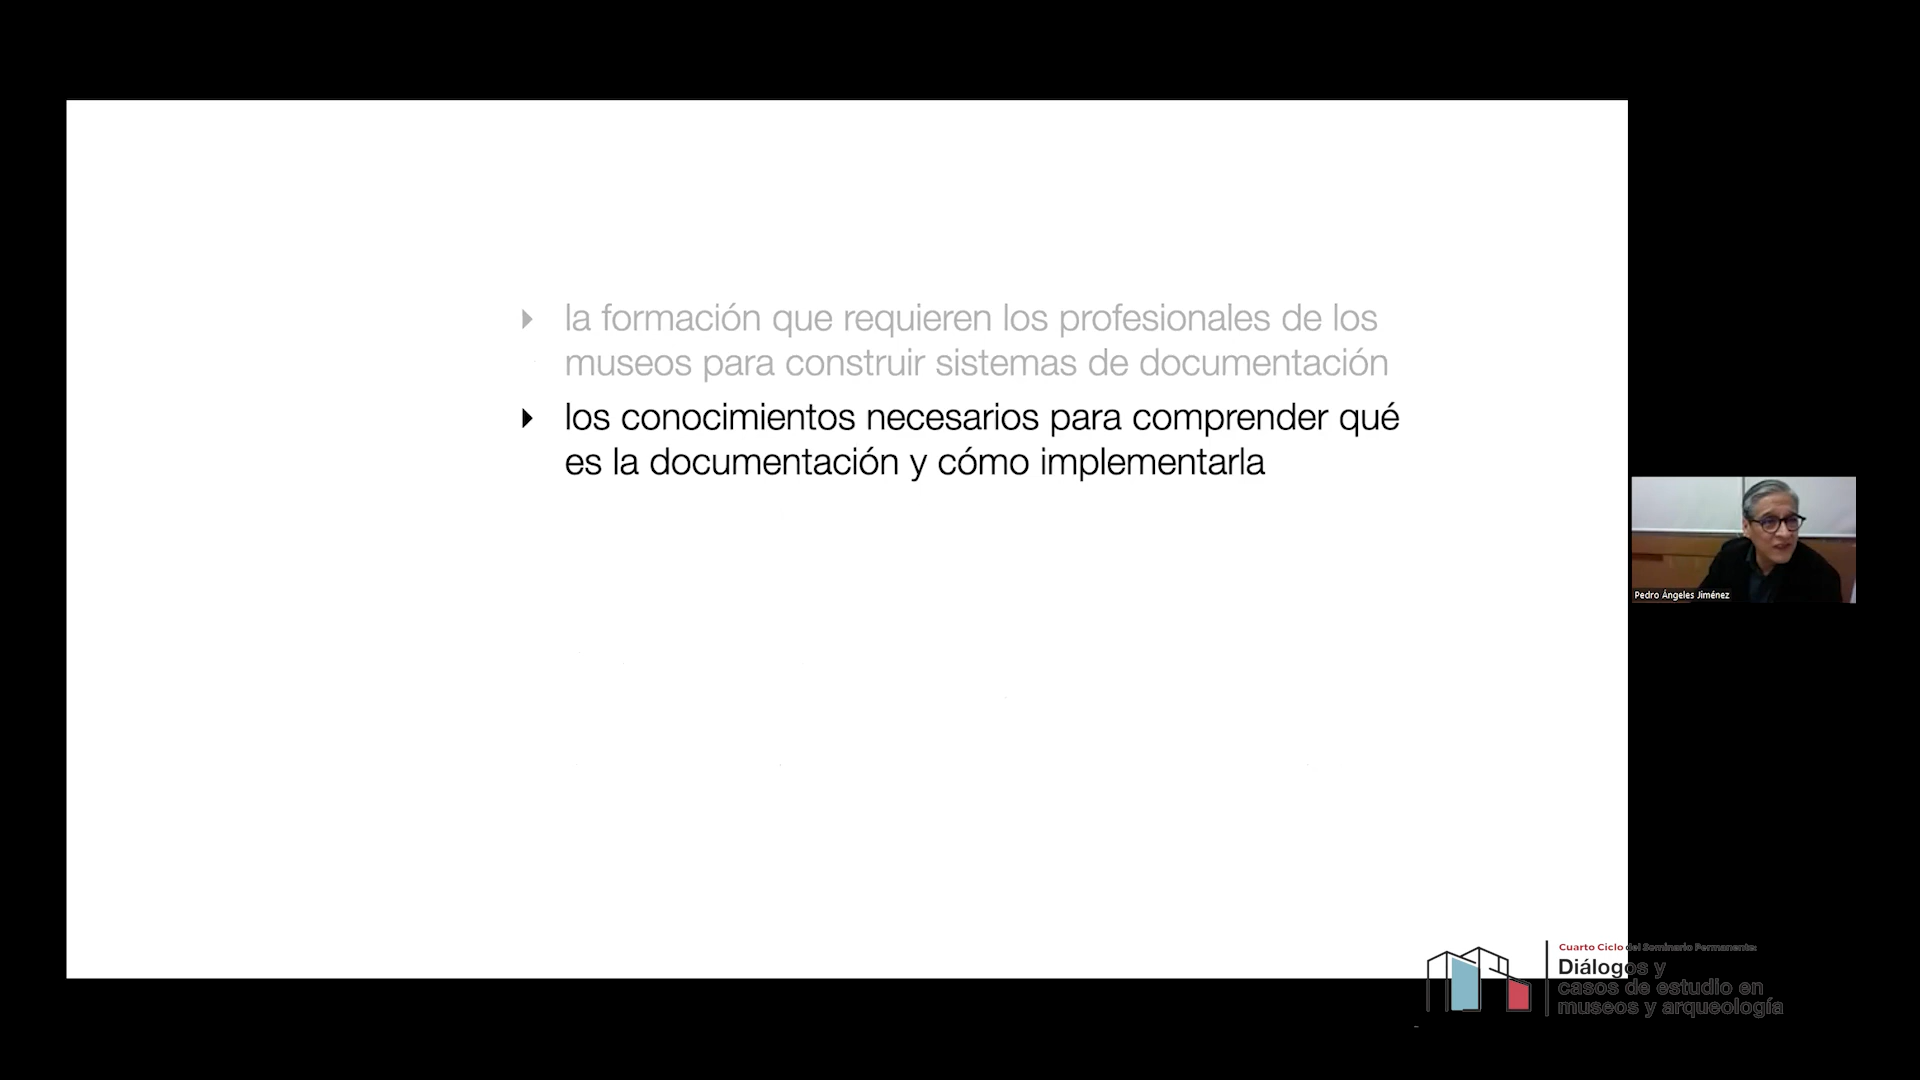 la formación que requieren los profesionales de los
museos para construir sistemas de documentación
los conocimientos necesarios para comprender qué
es la documentación y cómo implementarla
Pedro Ángeles Jiménez
Cuarto Ciclo del Seminario Permanente:
Diálogos y
casos de estudio en
museos y arqueología